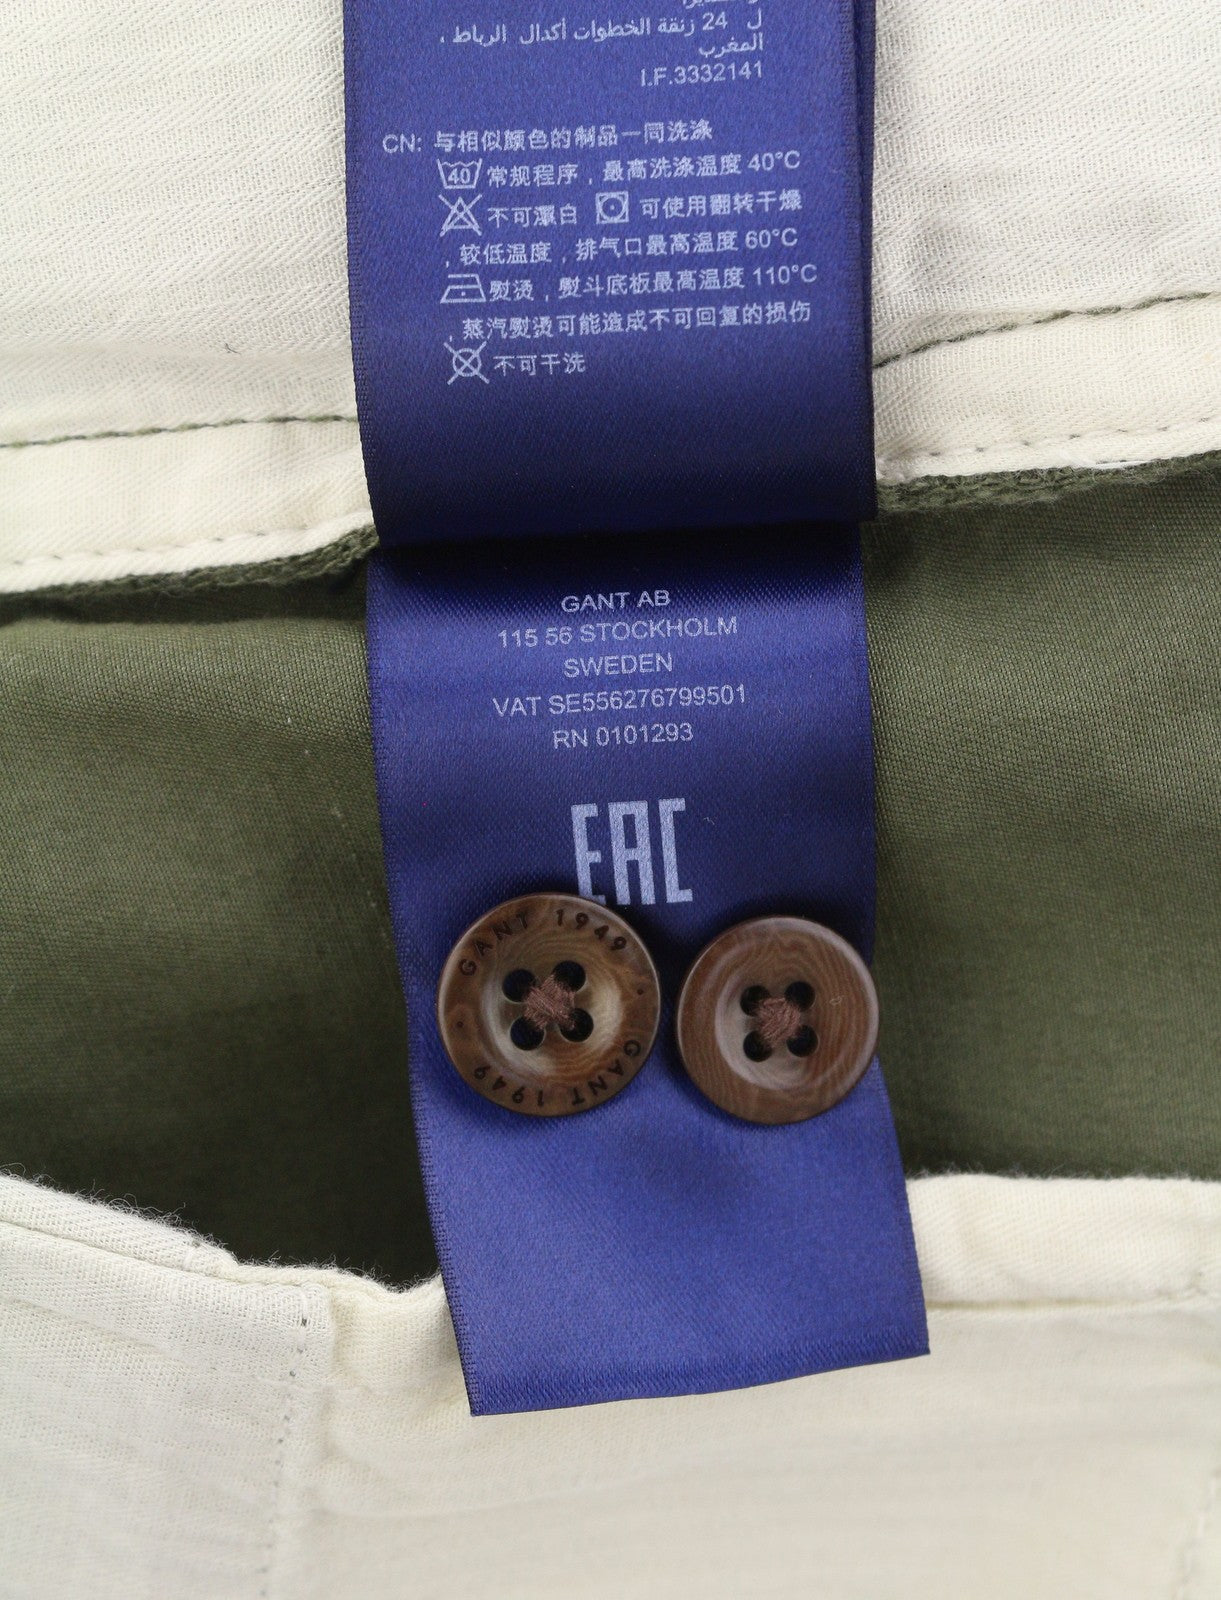 ل 24 زنقة الخطوات أكدال الرباط ،
المغرب
I.F.3332141
CN: 与相似颜色的制品一同洗涤
40 常规程序，最高洗涤温度 40°C
不可漂白 可使用翻转干燥
，较低温度，排气口最高温度 60°C
熨烫，熨斗底板最高温度 110°C
，蒸汽熨烫可能造成不可回复的损伤
不可干洗
GANT AB
115 56 STOCKHOLM
SWEDEN
VAT SE556276799501
RN 0101293
EAC
GANT 1949
GANT 1949